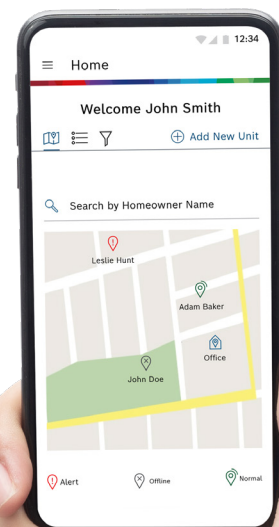 12:34
Home
Welcome John Smith
Add New Unit
Search by Homeowner Name
Leslie Hunt
Adam Baker
Office
John Doe
Alert Offline Normal